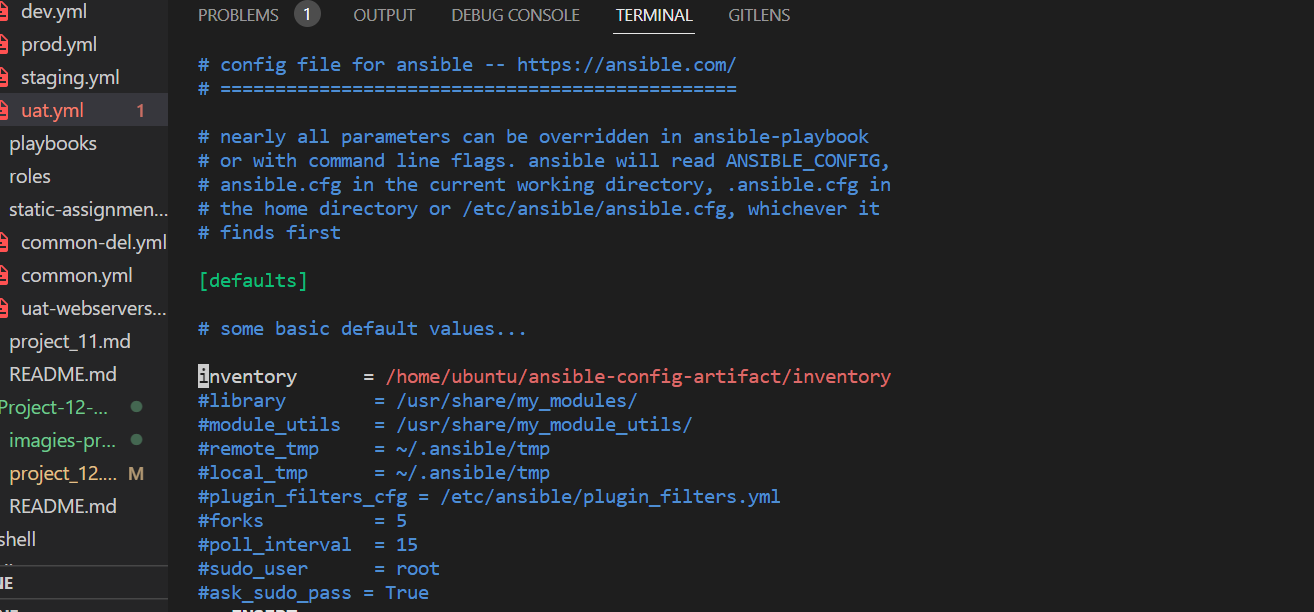 dev.yml
prod.yml
staging.yml
uat.yml 1
playbooks
roles
static-assignmen...
common-del.yml
common.yml
uat-webservers...
project_11.md
README.md
Project-12-...
imagies-pr...
project_12.... M
README.md
shell
NE
PROBLEMS 1 OUTPUT DEBUG CONSOLE TERMINAL GITLENS
# config file for ansible -- https://ansible.com/
# ===============================================
# nearly all parameters can be overridden in ansible-playbook
# or with command line flags. ansible will read ANSIBLE_CONFIG,
# ansible.cfg in the current working directory, .ansible.cfg in
# the home directory or /etc/ansible/ansible.cfg, whichever it
# finds first
[defaults]
# some basic default values...
inventory      = /home/ubuntu/ansible-config-artifact/inventory
#library        = /usr/share/my_modules/
#module_utils   = /usr/share/my_module_utils/
#remote_tmp     = ~/.ansible/tmp
#local_tmp      = ~/.ansible/tmp
#plugin_filters_cfg = /etc/ansible/plugin_filters.yml
#forks          = 5
#poll_interval  = 15
#sudo_user      = root
#ask_sudo_pass = True